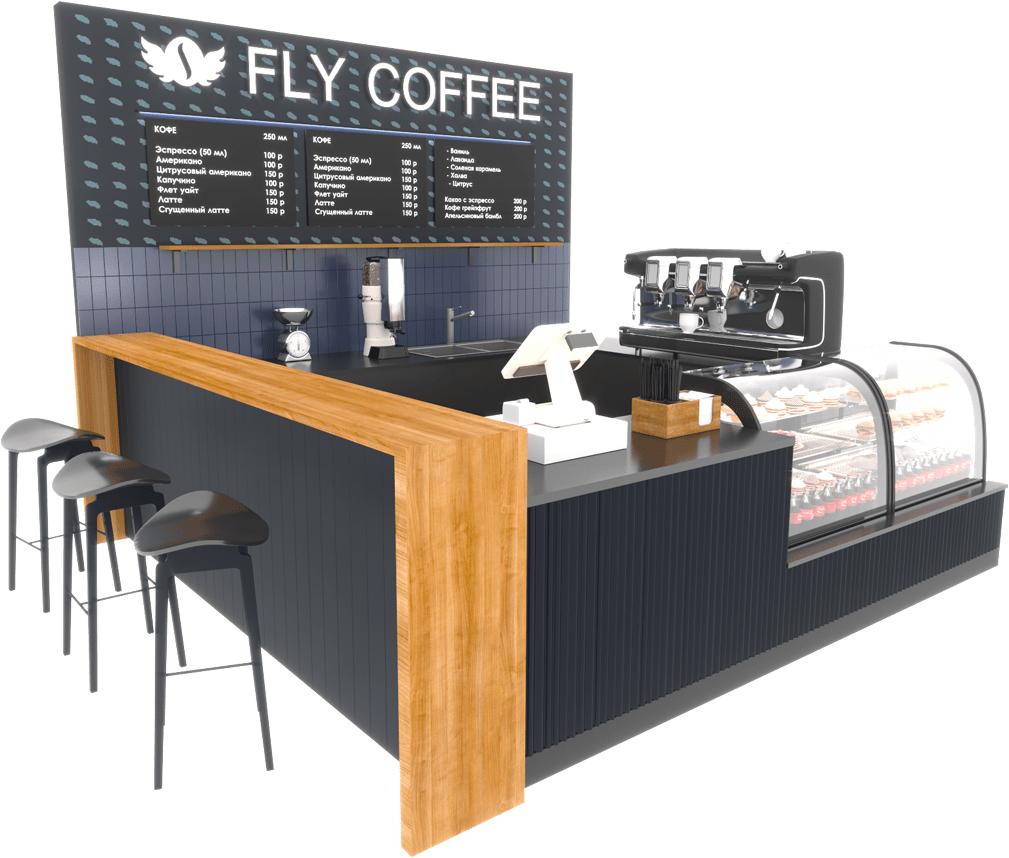 FLY COFFEE
КОФЕ 250 мл
Эспрессо (50 мл) 100 р
Американо 100 р
Цитрусовый американо 150 р
Капучино 100 р
Флет уайт 150 р
Латте 150 р
Сгущенный латте 150 р
КОФЕ 250 мл
Эспрессо (50 мл) 100 р
Американо 100 р
Цитрусовый американо 150 р
Капучино 100 р
Флет уайт 150 р
Латте 150 р
Сгущенный латте 150 р
- Ваниль
- Лаванда
- Соленая карамель
- Халва
- Цитрус
Какао с эспрессо 200 р
Кофе грейпфрут 200 р
Апельсиновый бамбл 200 р